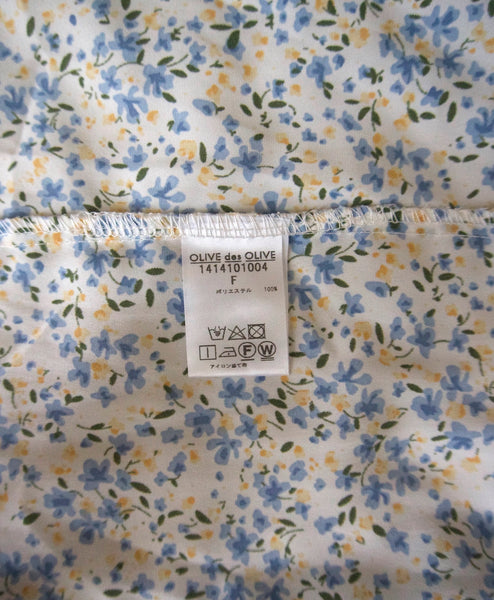 OLIVE des OLIVE
1414101004
F
ポリエステル 100%
F W
アイロン当て布